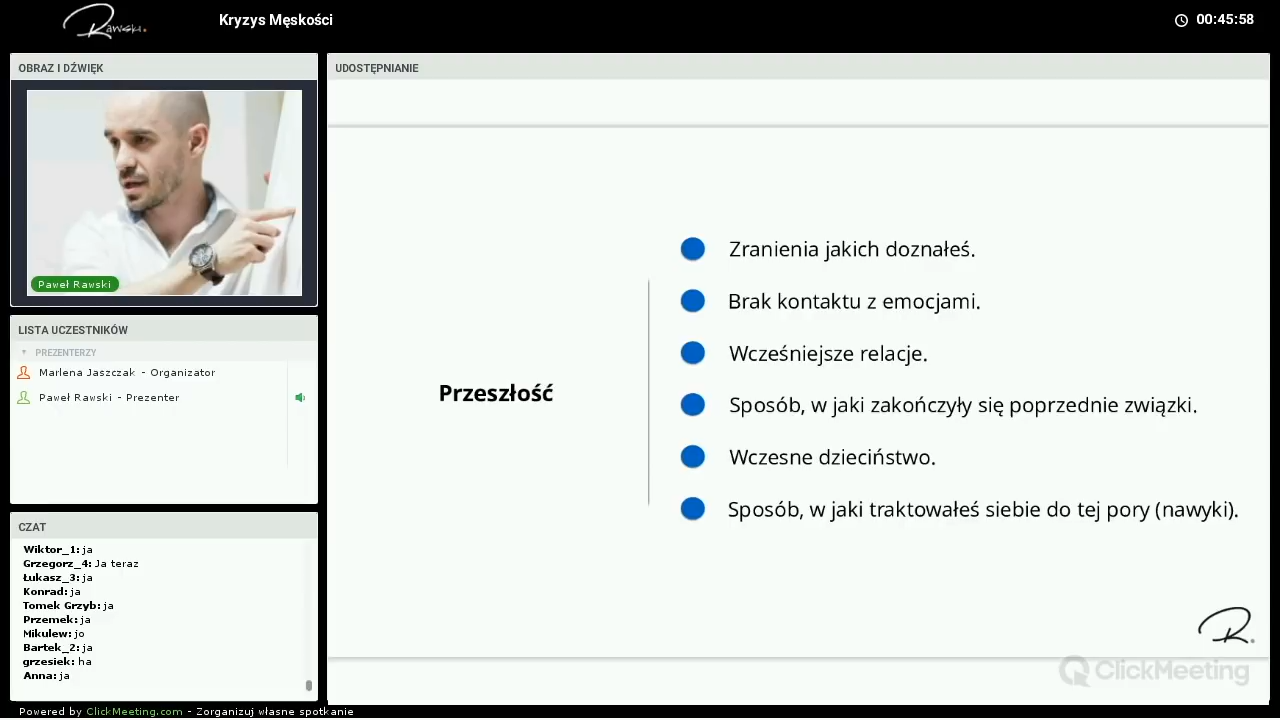 Rawski.
Kryzys Męskości
00:45:58
OBRAZ I DŹWIĘK
Paweł Rawski
LISTA UCZESTNIKÓW
PREZENTERZY
Marlena Jaszczak - Organizator
Paweł Rawski - Prezenter
CZAT
Wiktor_1: ja
Grzegorz_4: Ja teraz
Łukasz_3: ja
Konrad: ja
Tomek Grzyb: ja
Przemek: ja
Mikulew: jo
Bartek_2: ja
grzesiek: ha
Anna: ja
UDOSTĘPNIANIE
Przeszłość
Zranienia jakich doznałeś.
Brak kontaktu z emocjami.
Wcześniejsze relacje.
Sposób, w jaki zakończyły się poprzednie związki.
Wczesne dzieciństwo.
Sposób, w jaki traktowałeś siebie do tej pory (nawyki).
R.
ClickMeeting
Powered by ClickMeeting.com - Zorganizuj własne spotkanie